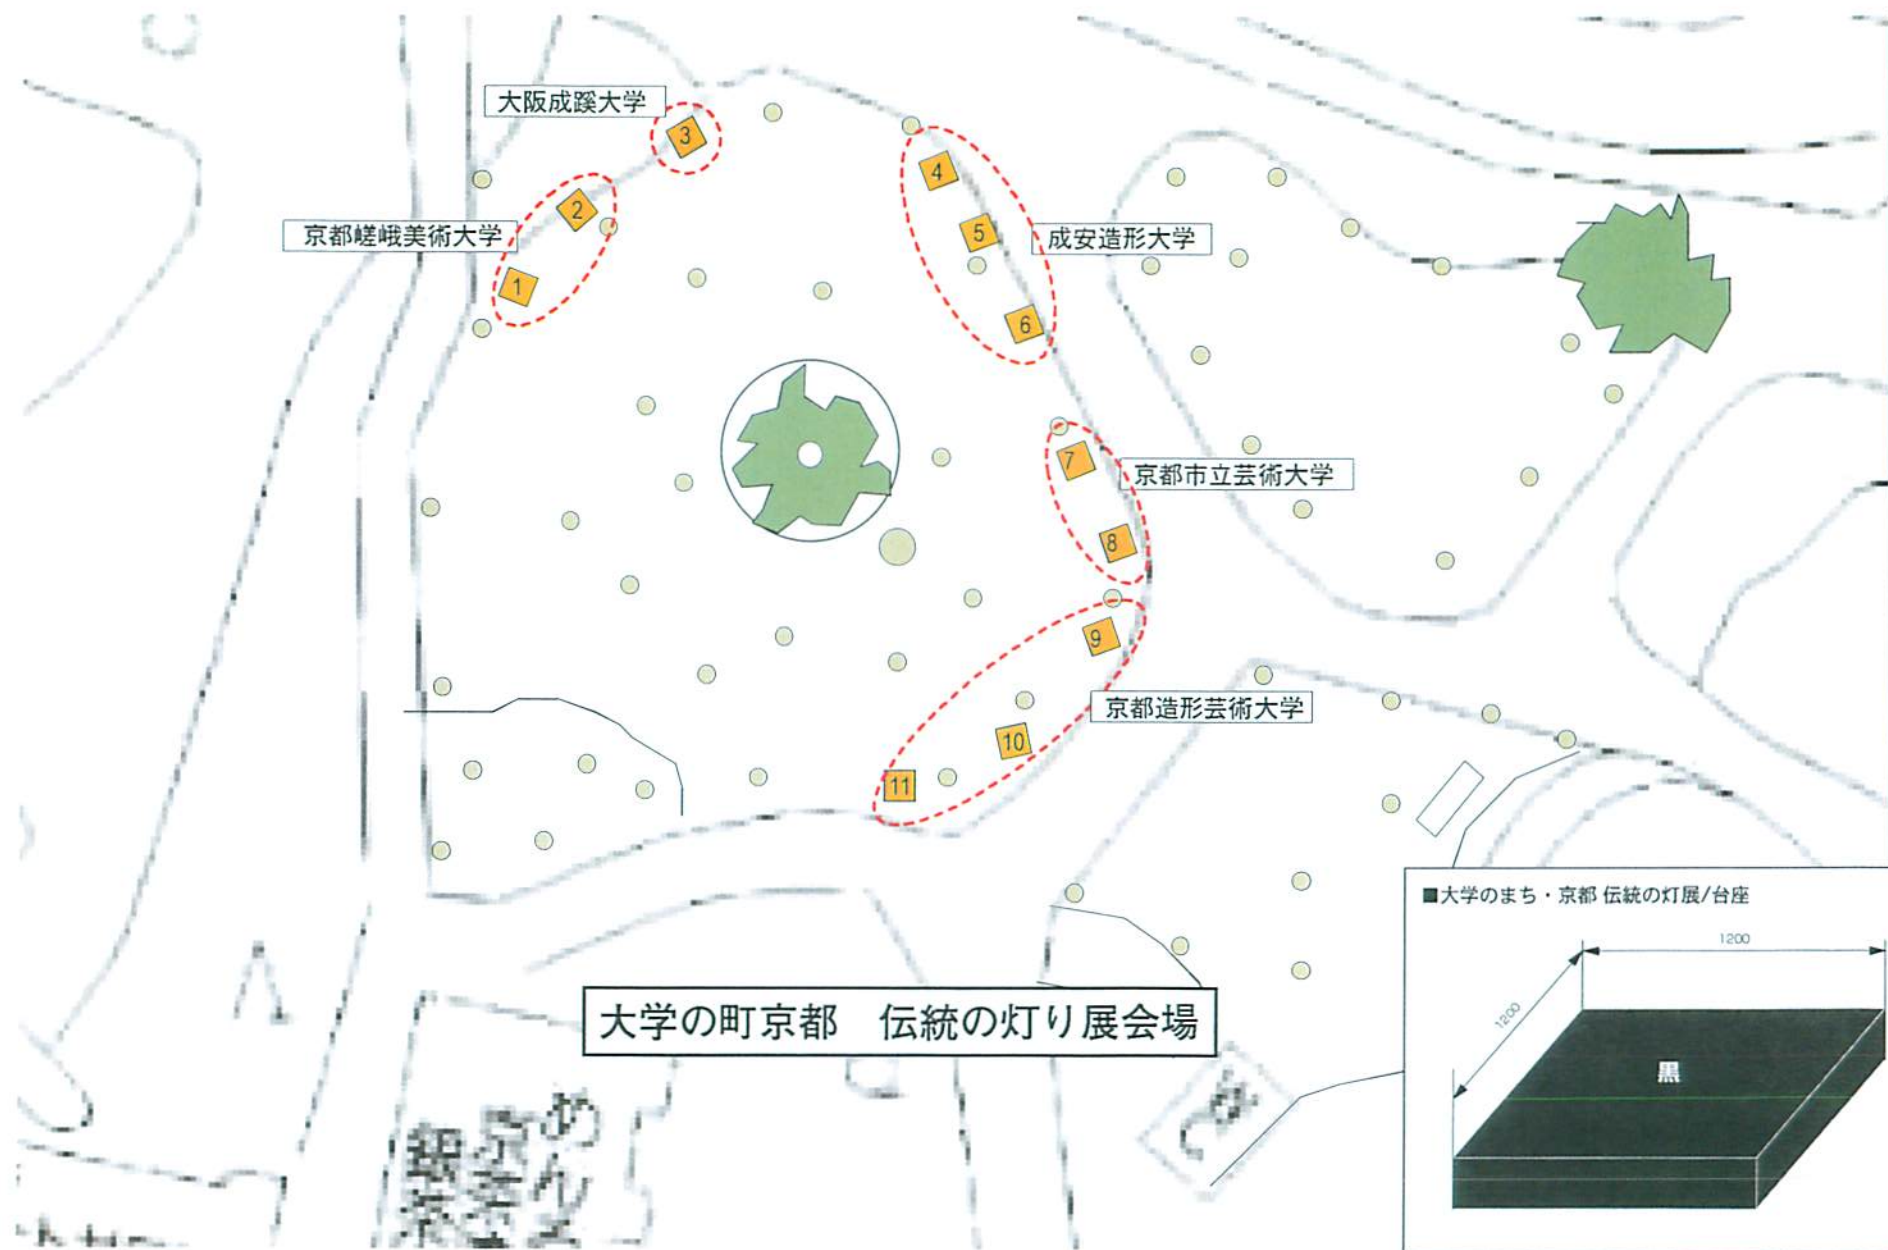 大阪成蹊大学
3
4
2
京都嵯峨美術大学
5
成安造形大学
1
6
7
京都市立芸術大学
8
9
京都造形芸術大学
10
11
■大学のまち・京都 伝統の灯展/台座
1200
1200
黒
大学の町京都　伝統の灯り展会場